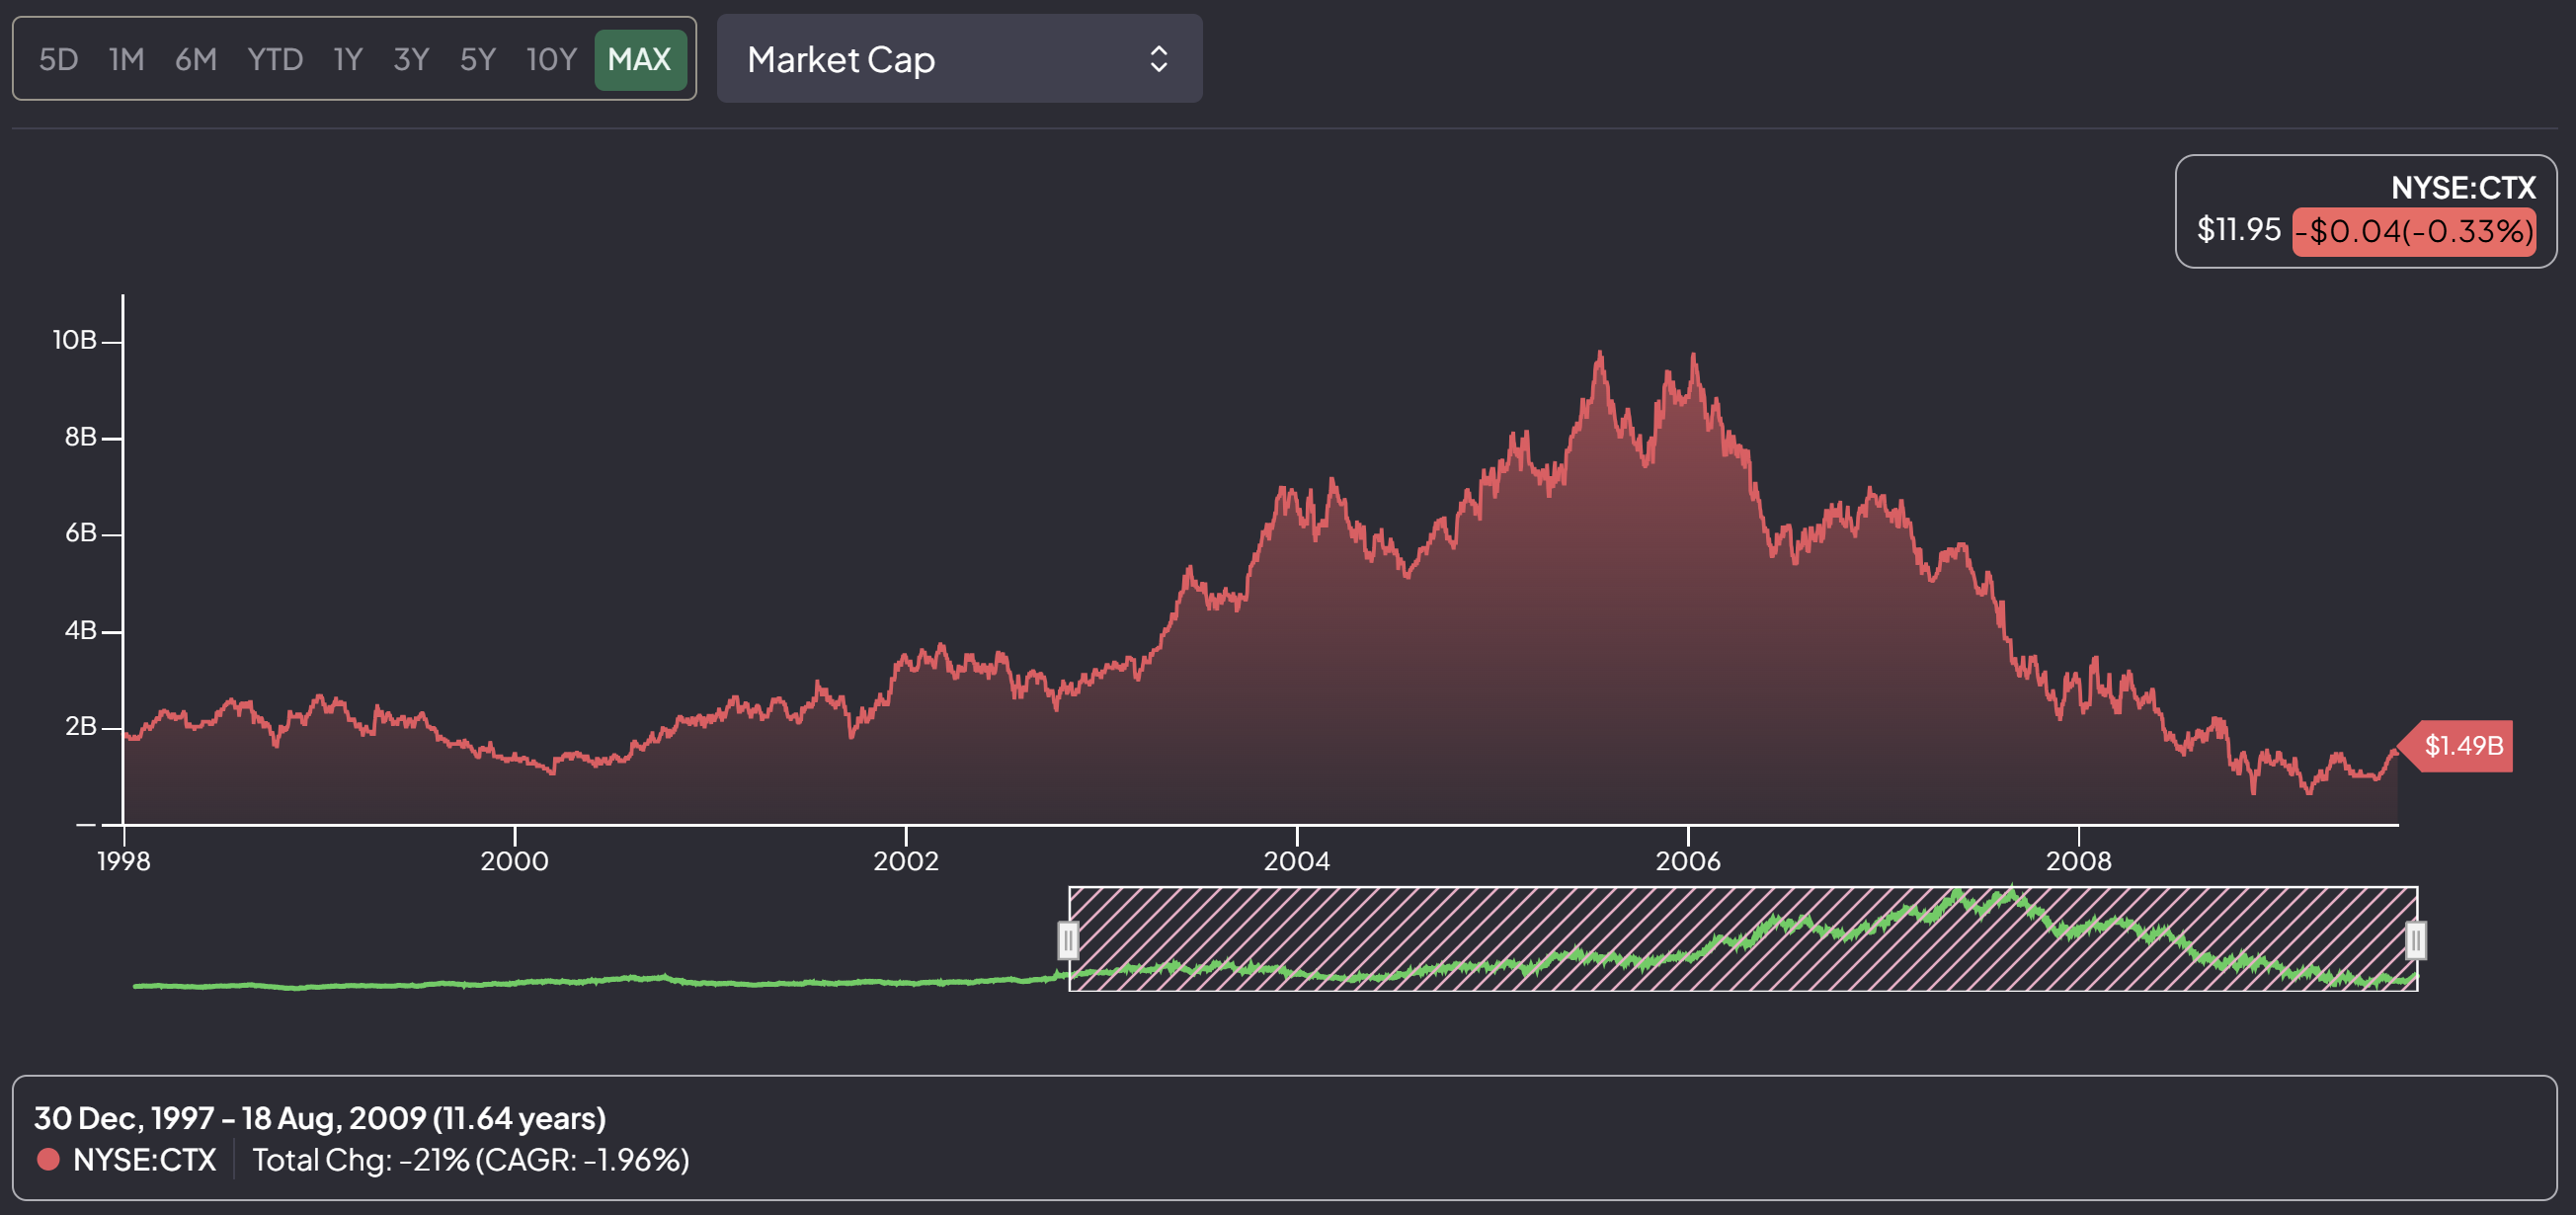 5D 1M 6M YTD 1Y 3Y 5Y 10Y MAX Market Cap
NYSE:CTX
$11.95 -$0.04(-0.33%)
10B
8B
6B
4B
2B
$1.49B
—
1998 2000 2002 2004 2006 2008
30 Dec, 1997 - 18 Aug, 2009 (11.64 years)
NYSE:CTX Total Chg: -21% (CAGR: -1.96%)